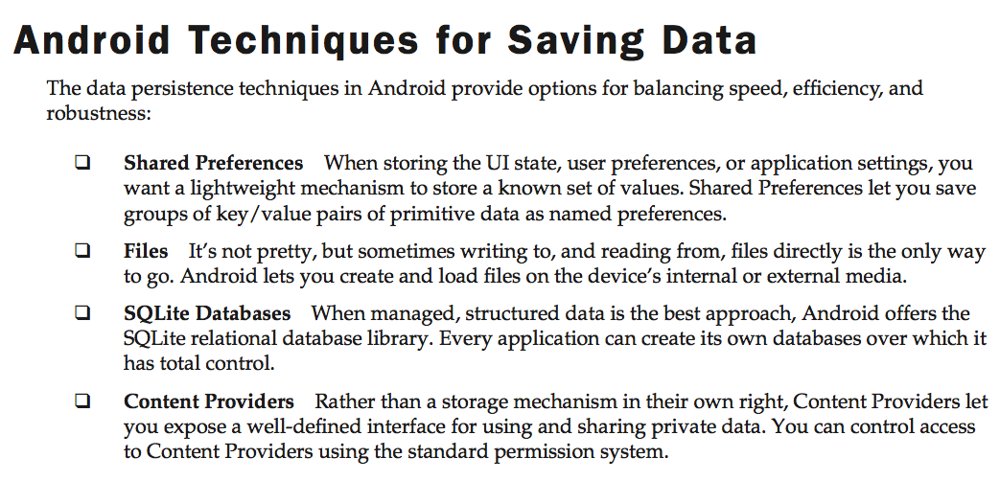 Android Techniques for Saving Data
The data persistence techniques in Android provide options for balancing speed, efficiency, and
robustness:
❑ Shared Preferences When storing the UI state, user preferences, or application settings, you
want a lightweight mechanism to store a known set of values. Shared Preferences let you save
groups of key/value pairs of primitive data as named preferences.
❑ Files It’s not pretty, but sometimes writing to, and reading from, files directly is the only way
to go. Android lets you create and load files on the device’s internal or external media.
❑ SQLite Databases When managed, structured data is the best approach, Android offers the
SQLite relational database library. Every application can create its own databases over which it
has total control.
❑ Content Providers Rather than a storage mechanism in their own right, Content Providers let
you expose a well-defined interface for using and sharing private data. You can control access
to Content Providers using the standard permission system.